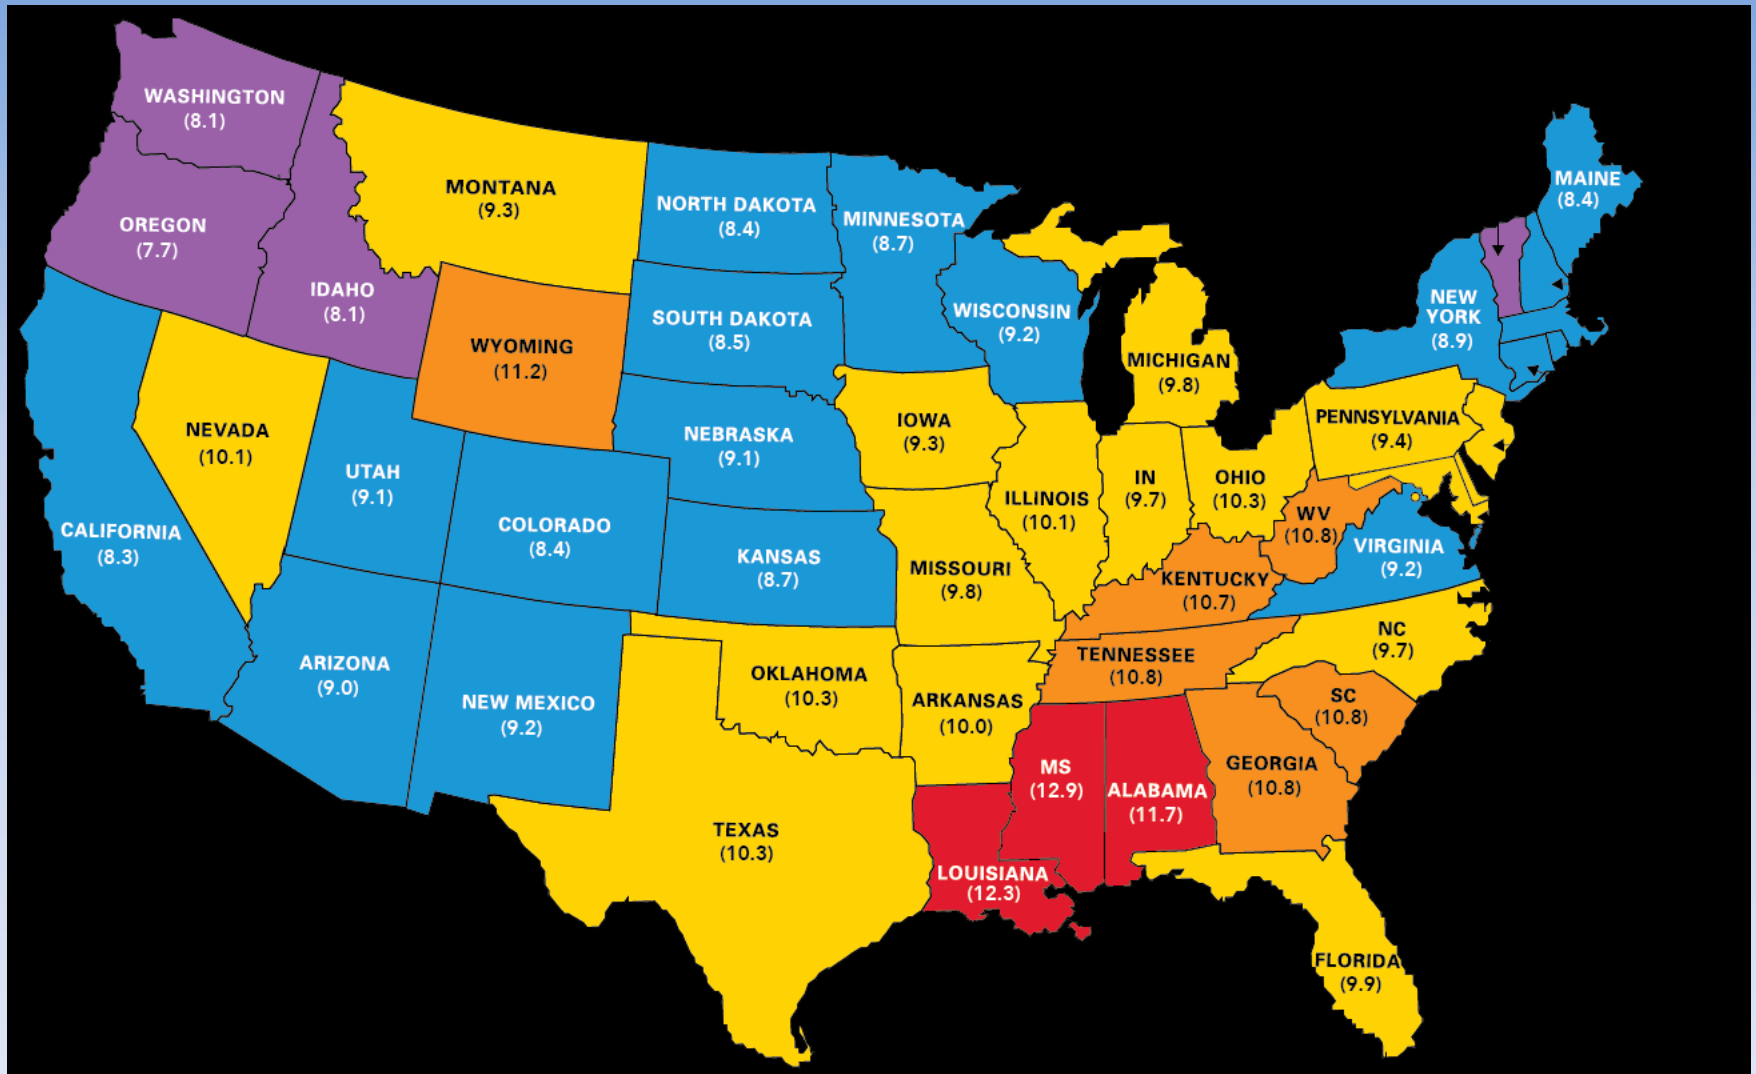 WASHINGTON
(8.1)
OREGON
(7.7)
IDAHO
(8.1)
MONTANA
(9.3)
WYOMING
(11.2)
NORTH DAKOTA
(8.4)
SOUTH DAKOTA
(8.5)
MINNESOTA
(8.7)
WISCONSIN
(9.2)
MICHIGAN
(9.8)
NEW
YORK
(8.9)
MAINE
(8.4)
NEVADA
(10.1)
UTAH
(9.1)
COLORADO
(8.4)
NEBRASKA
(9.1)
KANSAS
(8.7)
IOWA
(9.3)
ILLINOIS
(10.1)
IN
(9.7)
OHIO
(10.3)
PENNSYLVANIA
(9.4)
WV
(10.8)
VIRGINIA
(9.2)
CALIFORNIA
(8.3)
ARIZONA
(9.0)
NEW MEXICO
(9.2)
OKLAHOMA
(10.3)
MISSOURI
(9.8)
KENTUCKY
(10.7)
TENNESSEE
(10.8)
NC
(9.7)
SC
(10.8)
ARKANSAS
(10.0)
TEXAS
(10.3)
LOUISIANA
(12.3)
MS
(12.9)
ALABAMA
(11.7)
GEORGIA
(10.8)
FLORIDA
(9.9)